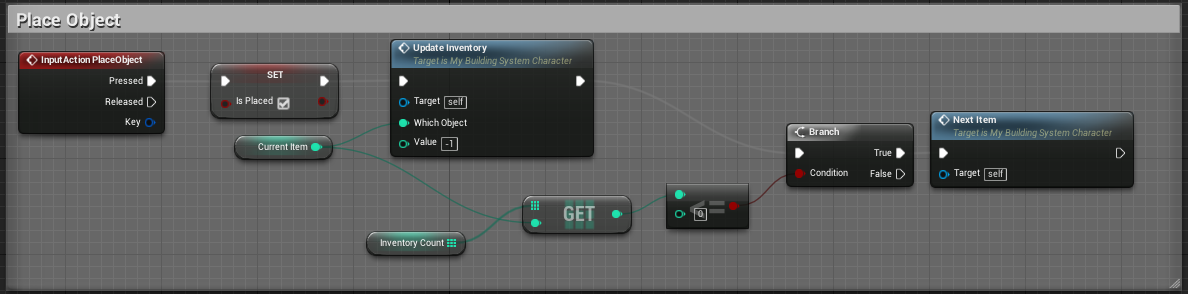 Place Object
InputAction PlaceObject
Pressed
Released
Key
SET
Is Placed
Current Item
Update Inventory
Target is My Building System Character
Target self
Which Object
Value -1
Inventory Count
GET
<=
0
Branch
True
Condition
False
Next Item
Target is My Building System Character
Target self